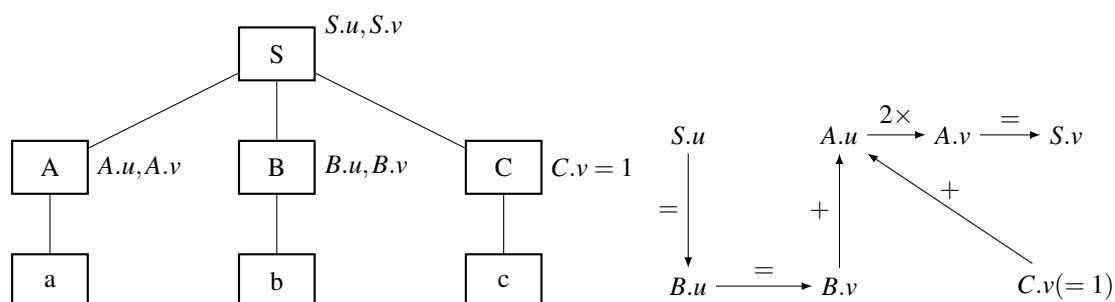 S.u, S.v
S
A
A.u, A.v
B
B.u, B.v
C
C.v = 1
a
b
c
S.u
A.u
2×
A.v
=
S.v
=
+
+
B.u
=
B.v
C.v(= 1)